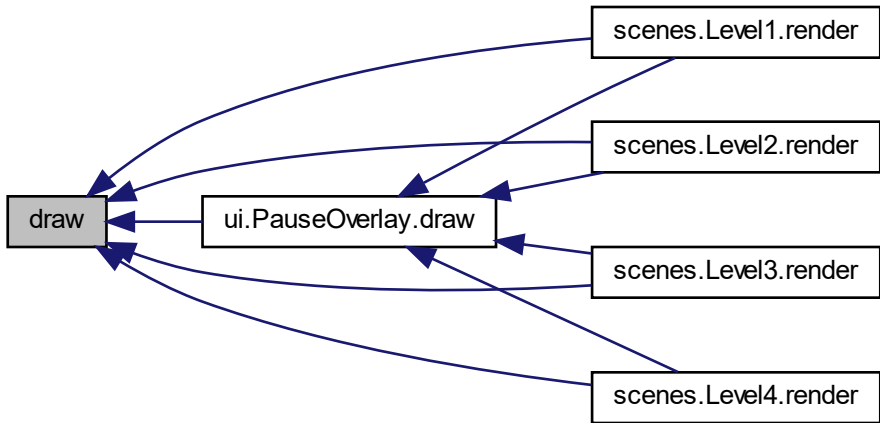 draw
ui.PauseOverlay.draw
scenes.Level1.render
scenes.Level2.render
scenes.Level3.render
scenes.Level4.render